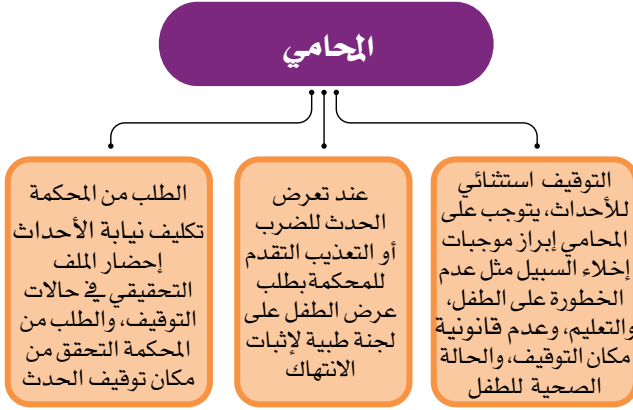 المحامي
التوقيف استثنائي
للأحداث، يتوجب على
المحامي إبراز موجبات
إخلاء السبيل مثل عدم
الخطورة على الطفل،
والتعليم، وعدم قانونية
مكان التوقيف، والحالة
الصحية للطفل
عند تعرض
الحدث للضرب
أو التعذيب التقدم
للمحكمة بطلب
عرض الطفل على
لجنة طبية لإثبات
الانتهاك
الطلب من المحكمة
تكليف نيابة الأحداث
إحضار الملف
التحقيقي في حالات
التوقيف، والطلب من
المحكمة التحقق من
مكان توقيف الحدث